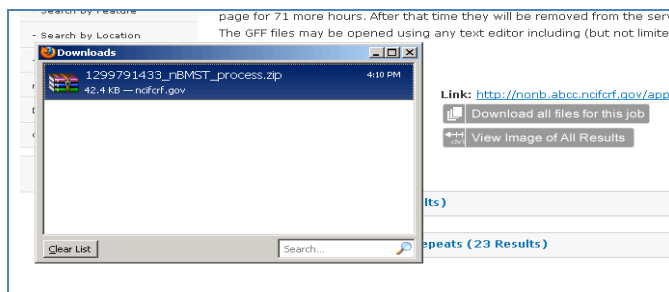 - Search by Feature
page for 71 more hours. After that time they will be removed from the ser
- Search by Location
The GFF files may be opened using any text editor including (but not limite
Downloads
1299791433_nBMST_process.zip
4:10 PM
42.4 KB — ncifcrf.gov
Link: http://nonb.abcc.ncifcrf.gov/app
Download all files for this job
chr1
View Image of All Results
lts)
Clear List
Search...
epeats (23 Results)